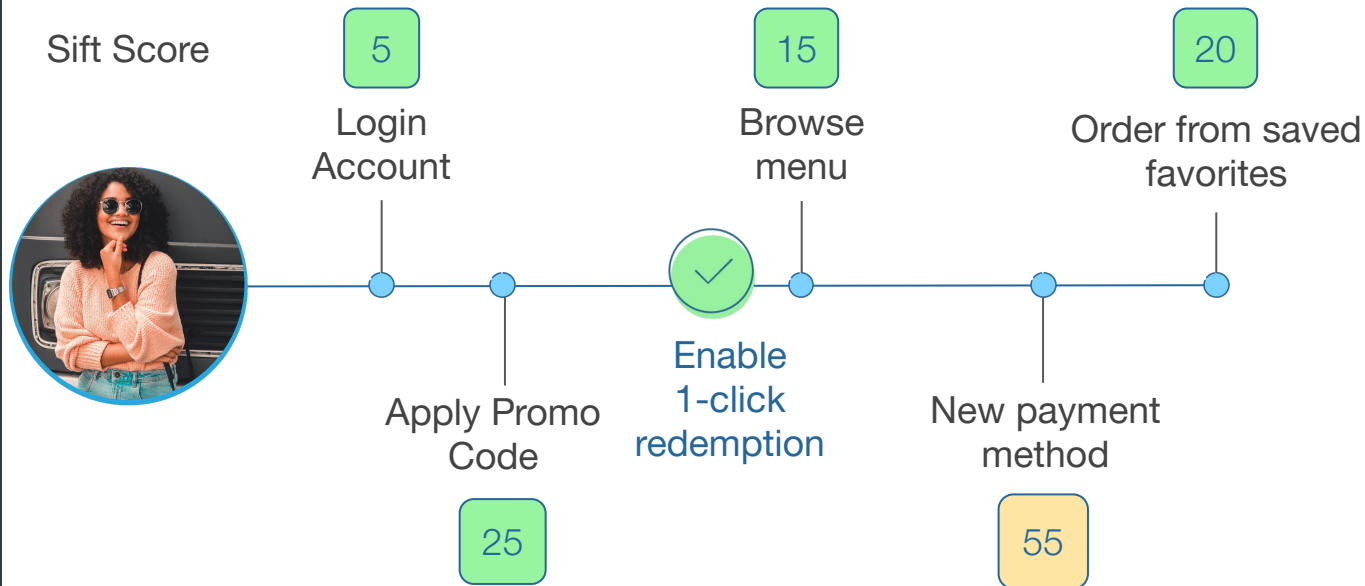 Sift Score
5
Login
Account
Apply Promo
Code
25
Enable
1-click
redemption
15
Browse
menu
New payment
method
55
20
Order from saved
favorites